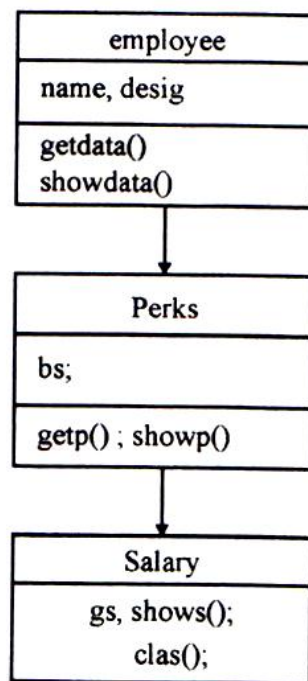 employee
name, desig
getdata()
showdata()
Perks
bs;
getp() ; showp()
Salary
gs, shows();
clas();